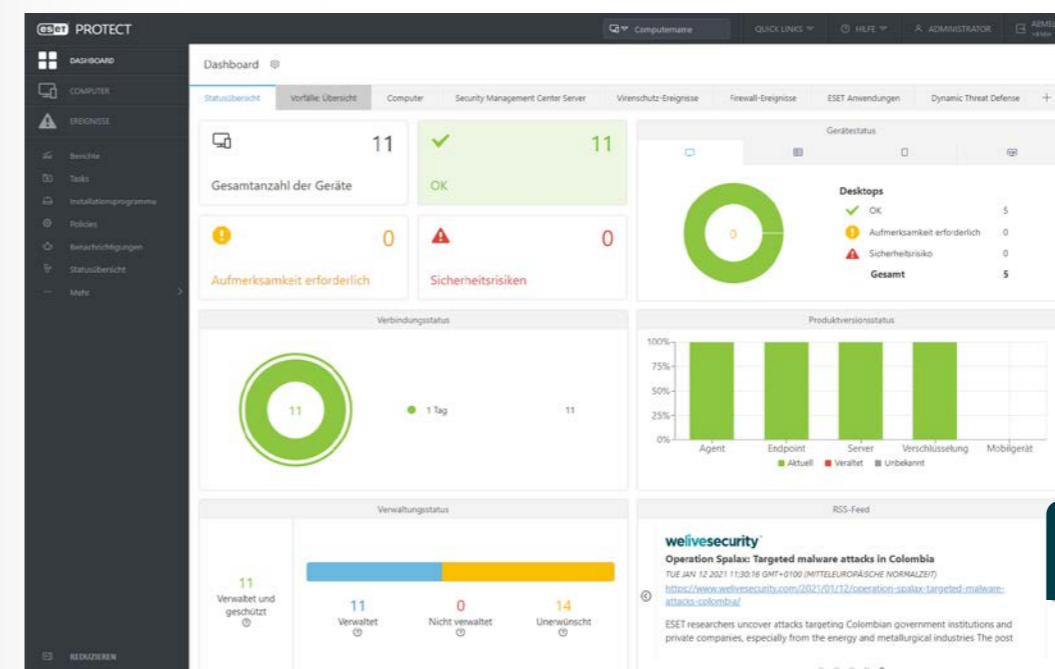 eset PROTECT
Computername
QUICK LINKS
HILFE
ADMINISTRATOR
DASHBOARD
COMPUTER
EREIGNISSE
Berichte
Tasks
Installationsprogramme
Policies
Benachrichtigungen
Statusübersicht
Mehr
REDUZIEREN
Dashboard
Statusübersicht
Vorfälle: Übersicht
Computer
Security Management Center Server
Virenschutz-Ereignisse
Firewall-Ereignisse
ESET Anwendungen
Dynamic Threat Defense
11
Gesamtanzahl der Geräte
11
OK
0
Aufmerksamkeit erforderlich
0
Sicherheitsrisiken
Gerätestatus
0
Desktops
OK 5
Aufmerksamkeit erforderlich 0
Sicherheitsrisiko 0
Gesamt 5
Verbindungsstatus
11
1 Tag 11
Produktversionsstatus
100%
75%
50%
25%
0%
Agent Endpoint Server Verschlüsselung Mobilgerät
Aktuell Veraltet Unbekannt
Verwaltungsstatus
11
Verwaltet und
geschützt
11
Verwaltet
0
Nicht verwaltet
14
Unerwünscht
RSS-Feed
welivesecurity
Operation Spalax: Targeted malware attacks in Colombia
TUE JAN 12 2021 11:30:16 GMT+0100 (MITTELEUROPÄISCHE NORMALZEIT)
https://www.welivesecurity.com/2021/01/12/operation-spalax-targeted-malware-
attacks-colombia/
ESET researchers uncover attacks targeting Colombian government institutions and
private companies, especially from the energy and metallurgical industries The post